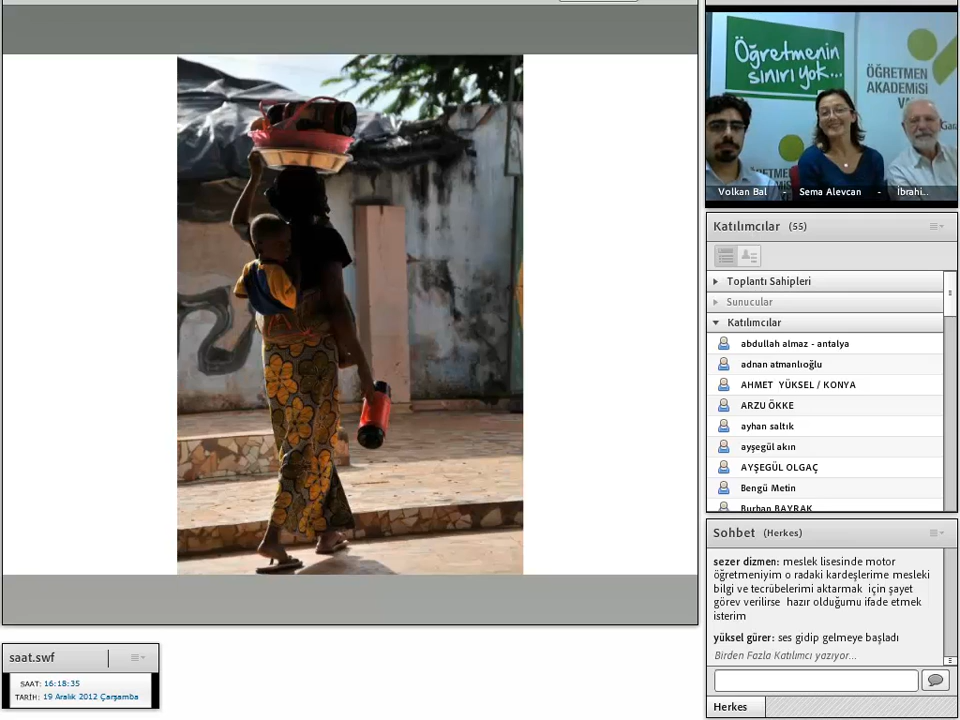 Öğretmenin
sınırı yok...
ÖĞRETMEN
AKADEMİSİ
Volkan Bal - Sema Alevcan - İbrahi..
Katılımcılar (55)
Toplantı Sahipleri
Sunucular
Katılımcılar
abdullah almaz - antalya
adnan atmanlıoğlu
AHMET YÜKSEL / KONYA
ARZU ÖKKE
ayhan saltık
ayşegül akın
AYŞEGÜL OLGAÇ
Bengü Metin
Burhan BAYRAK
Sohbet (Herkes)
sezer dizmen: meslek lisesinde motor
öğretmeniyim o radaki kardeşlerime mesleki
bilgi ve tecrübelerimi aktarmak için şayet
görev verilirse hazır olduğumu ifade etmek
isterim
yüksel gürer: ses gidip gelmeye başladı
Birden Fazla Katılımcı yazıyor...
Herkes
saat.swf
SAAT: 16:18:35
TARİH: 19 Aralık 2012 Çarşamba